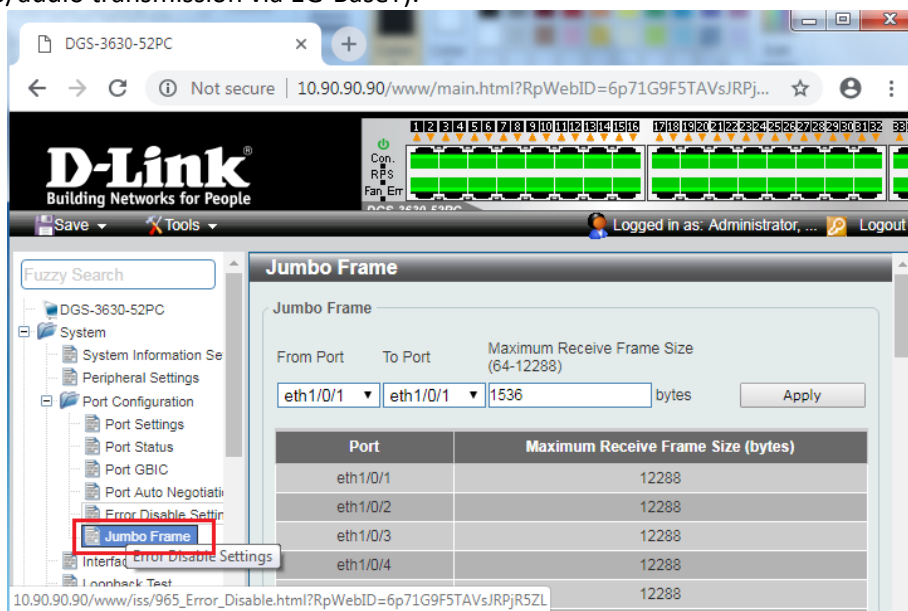 s/audio transmission via 1G-BaseT).
DGS-3630-52PC
Not secure | 10.90.90.90/www/main.html?RpWebID=6p71G9F5TAVsJRPj...
1 2 3 4 5 6 7 8 9 10 11 12 13 14 15 16 17 18 19 20 21 22 23 24 25 26 27 28 29 30 31 32 33
D-Link®
Building Networks for People
Con.
RPS
Fan Err
DGS-3630-52PC
Save
Tools
Logged in as: Administrator, ...
Logout
Fuzzy Search
DGS-3630-52PC
System
System Information Se
Peripheral Settings
Port Configuration
Port Settings
Port Status
Port GBIC
Port Auto Negotiati
Error Disable Settin
Jumbo Frame
Error Disable Settings
Interfac
Loopback Test
10.90.90.90/www/iss/965_Error_Disable.html?RpWebID=6p71G9F5TAVsJRPjR5ZL
Jumbo Frame
Jumbo Frame
From Port To Port Maximum Receive Frame Size
(64-12288)
eth1/0/1 eth1/0/1 1536 bytes Apply
Port Maximum Receive Frame Size (bytes)
eth1/0/1 12288
eth1/0/2 12288
eth1/0/3 12288
eth1/0/4 12288
12288